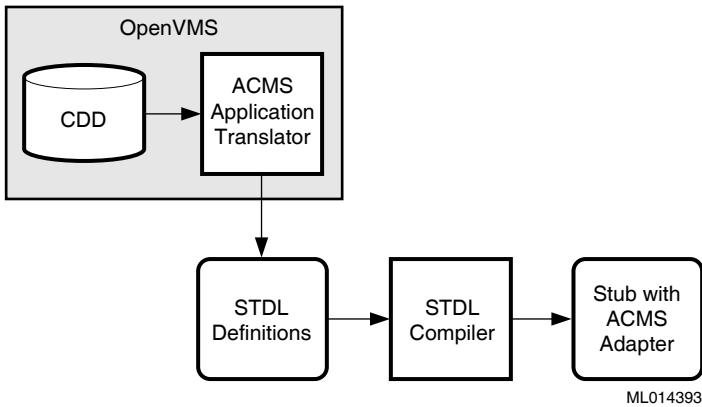 OpenVMS
CDD
ACMS
Application
Translator
STDL
Definitions
STDL
Compiler
Stub with
ACMS
Adapter
ML014393